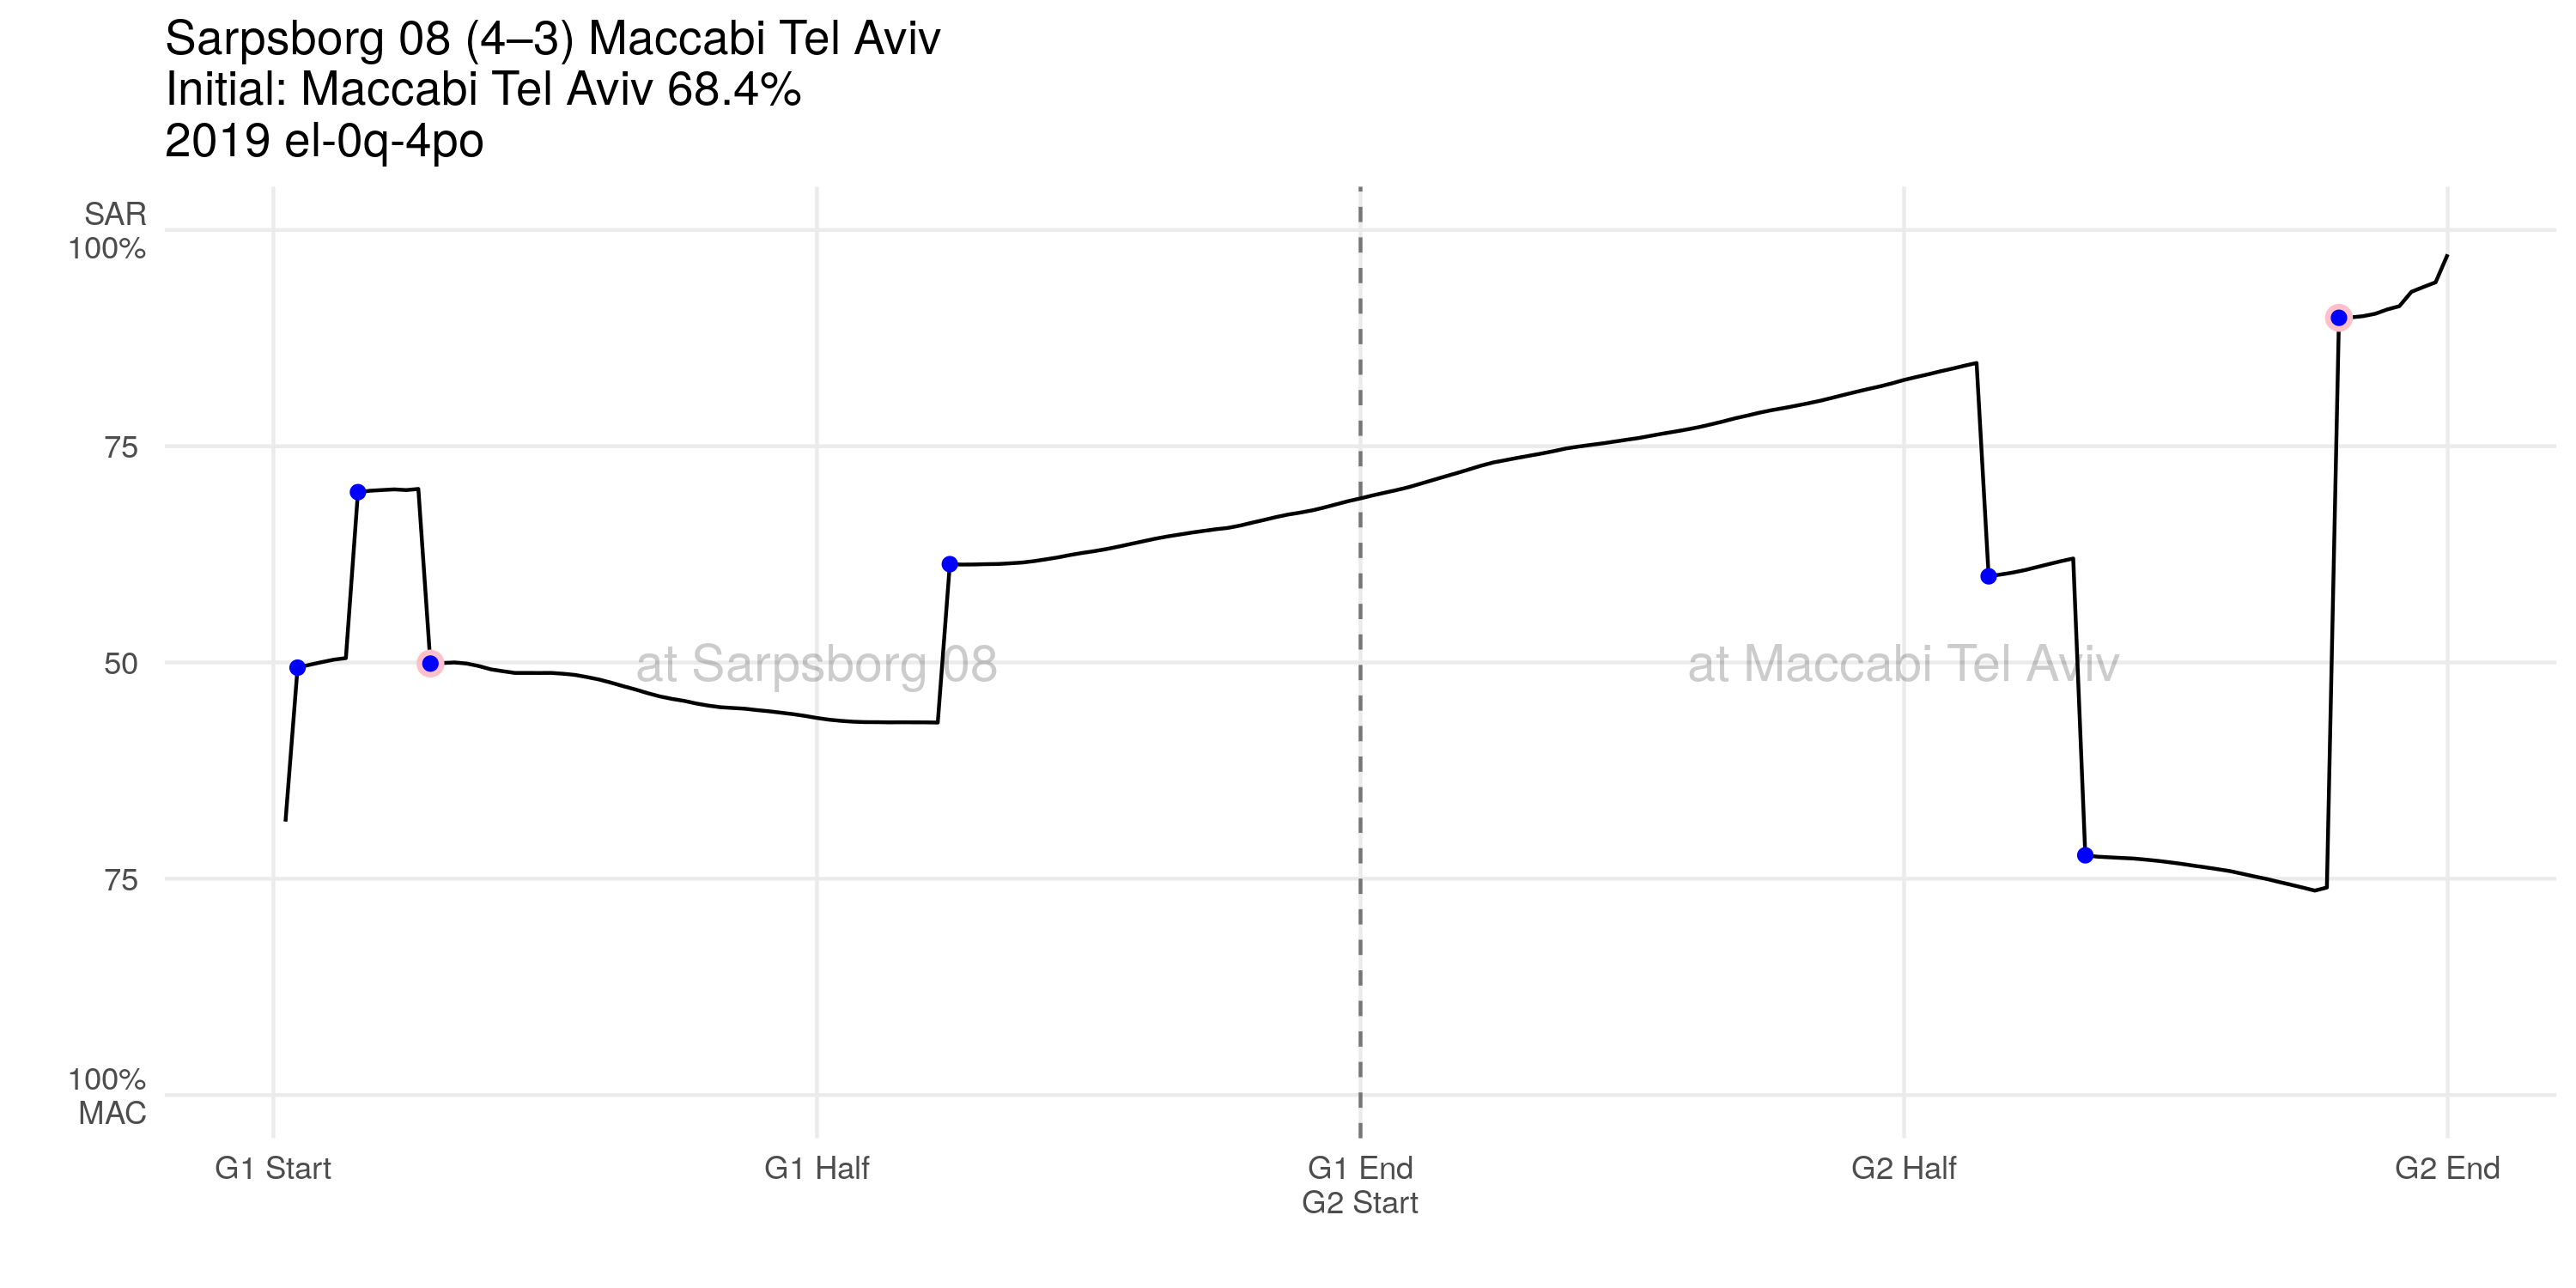 Sarpsborg 08 (4–3) Maccabi Tel Aviv
Initial: Maccabi Tel Aviv 68.4%
2019 el-0q-4po
SAR
100%
75
50
75
100%
MAC
at Sarpsborg 08
at Maccabi Tel Aviv
G1 Start
G1 Half
G1 End
G2 Start
G2 Half
G2 End